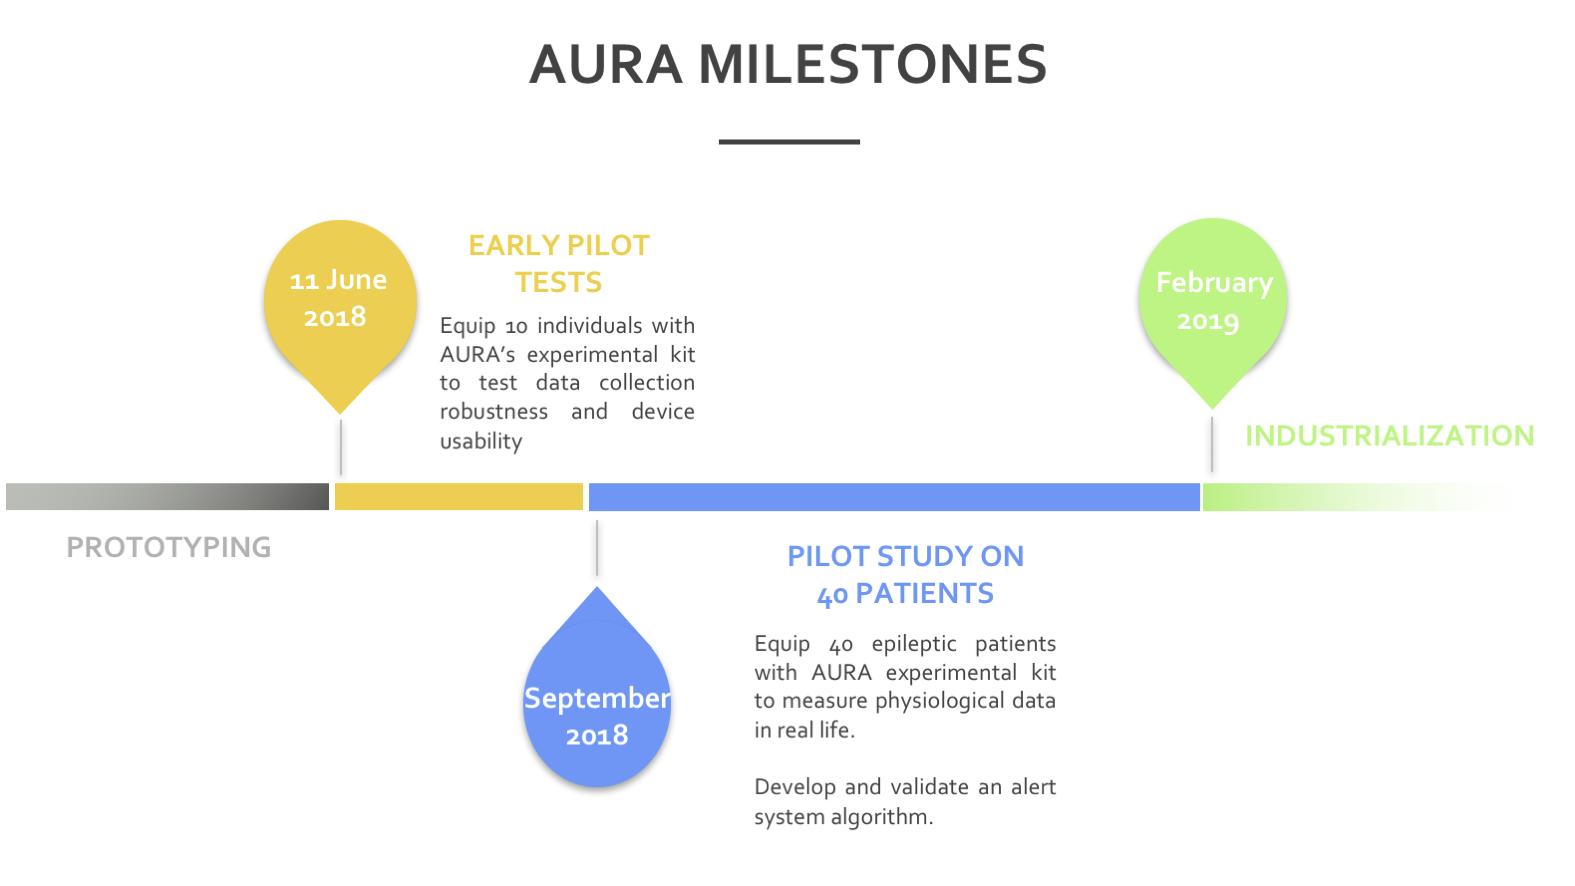 AURA MILESTONES
11 June
2018
EARLY PILOT
TESTS
Equip 10 individuals with
AURA’s experimental kit
to test data collection
robustness and device
usability
February
2019
INDUSTRIALIZATION
PROTOTYPING
September
2018
PILOT STUDY ON
40 PATIENTS
Equip 40 epileptic patients
with AURA experimental kit
to measure physiological data
in real life.
Develop and validate an alert
system algorithm.